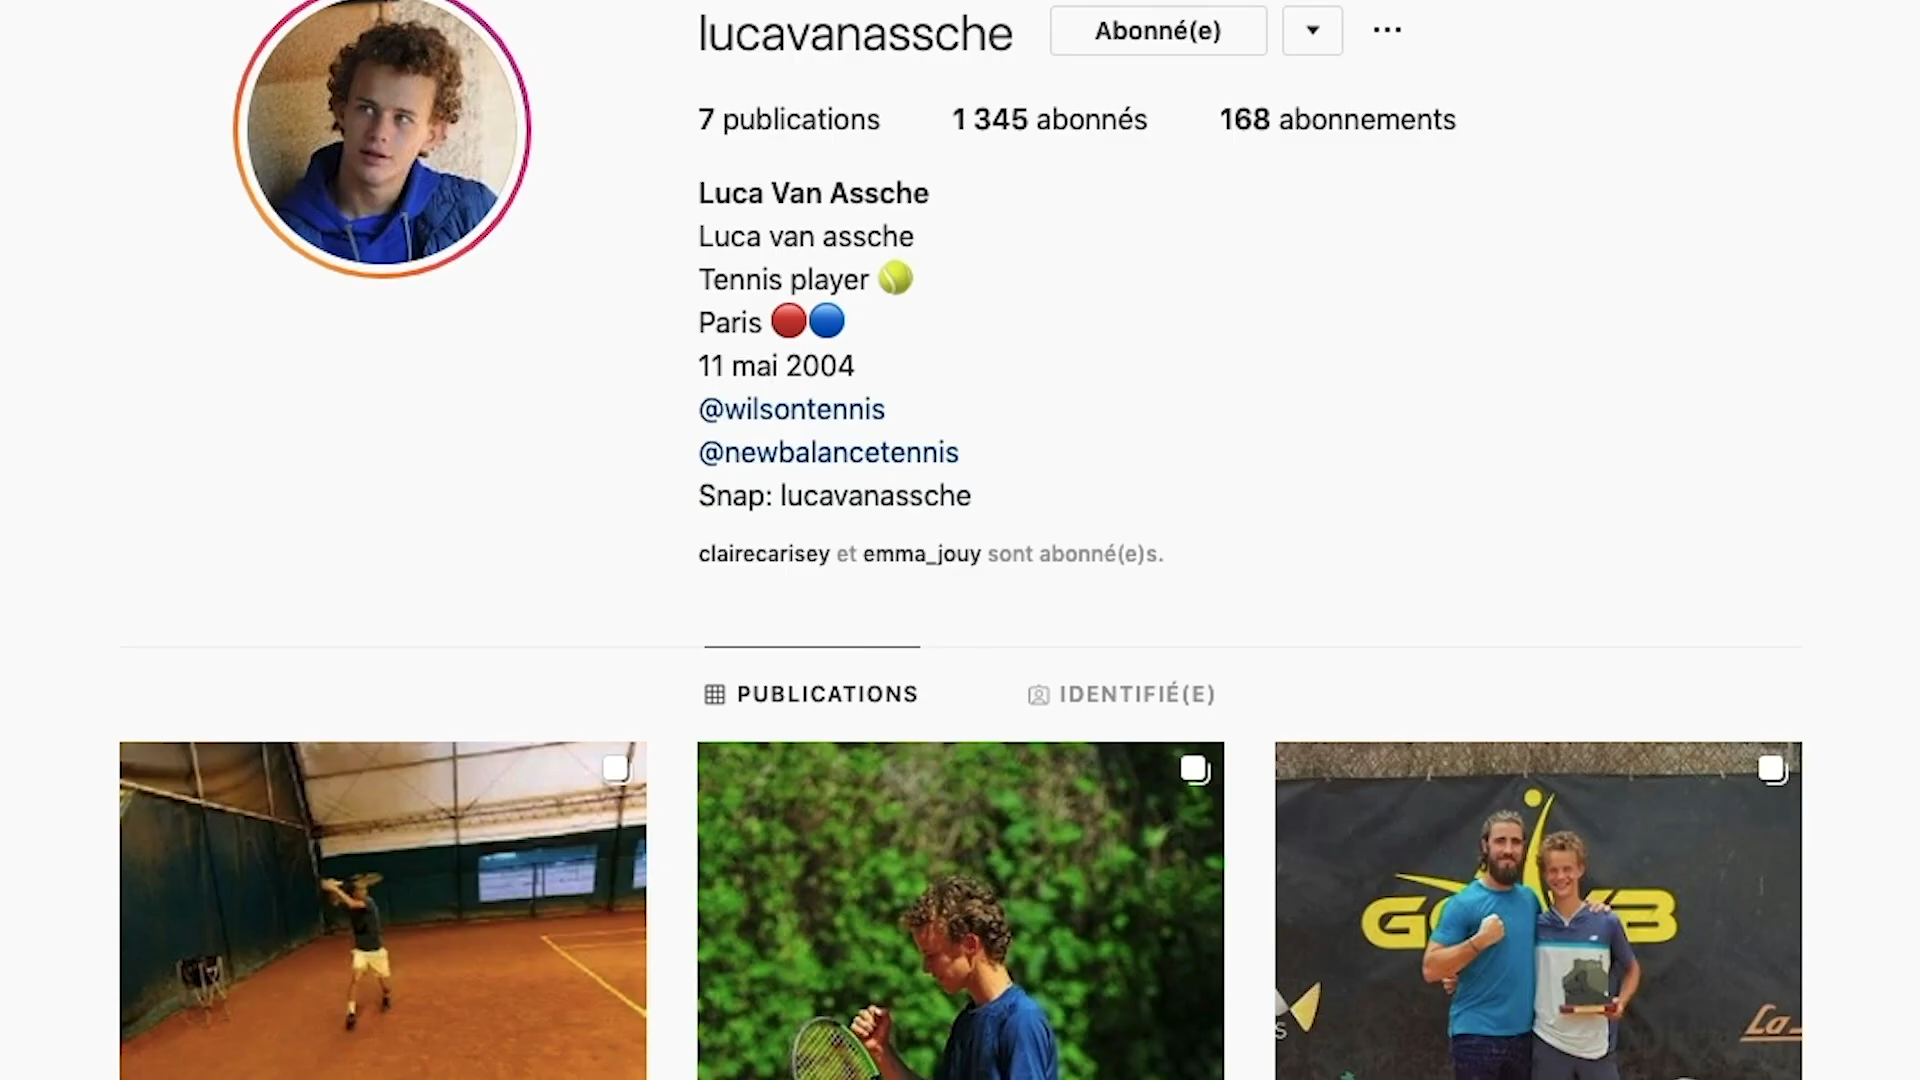 lucavanassche Abonné(e)
7 publications 1 345 abonnés 168 abonnements
Luca Van Assche
Luca van assche
Tennis player
Paris
11 mai 2004
@wilsontennis
@newbalancetennis
Snap: lucavanassche
clairecarisey et emma_jouy sont abonné(e)s.
PUBLICATIONS IDENTIFIÉ(E)
La